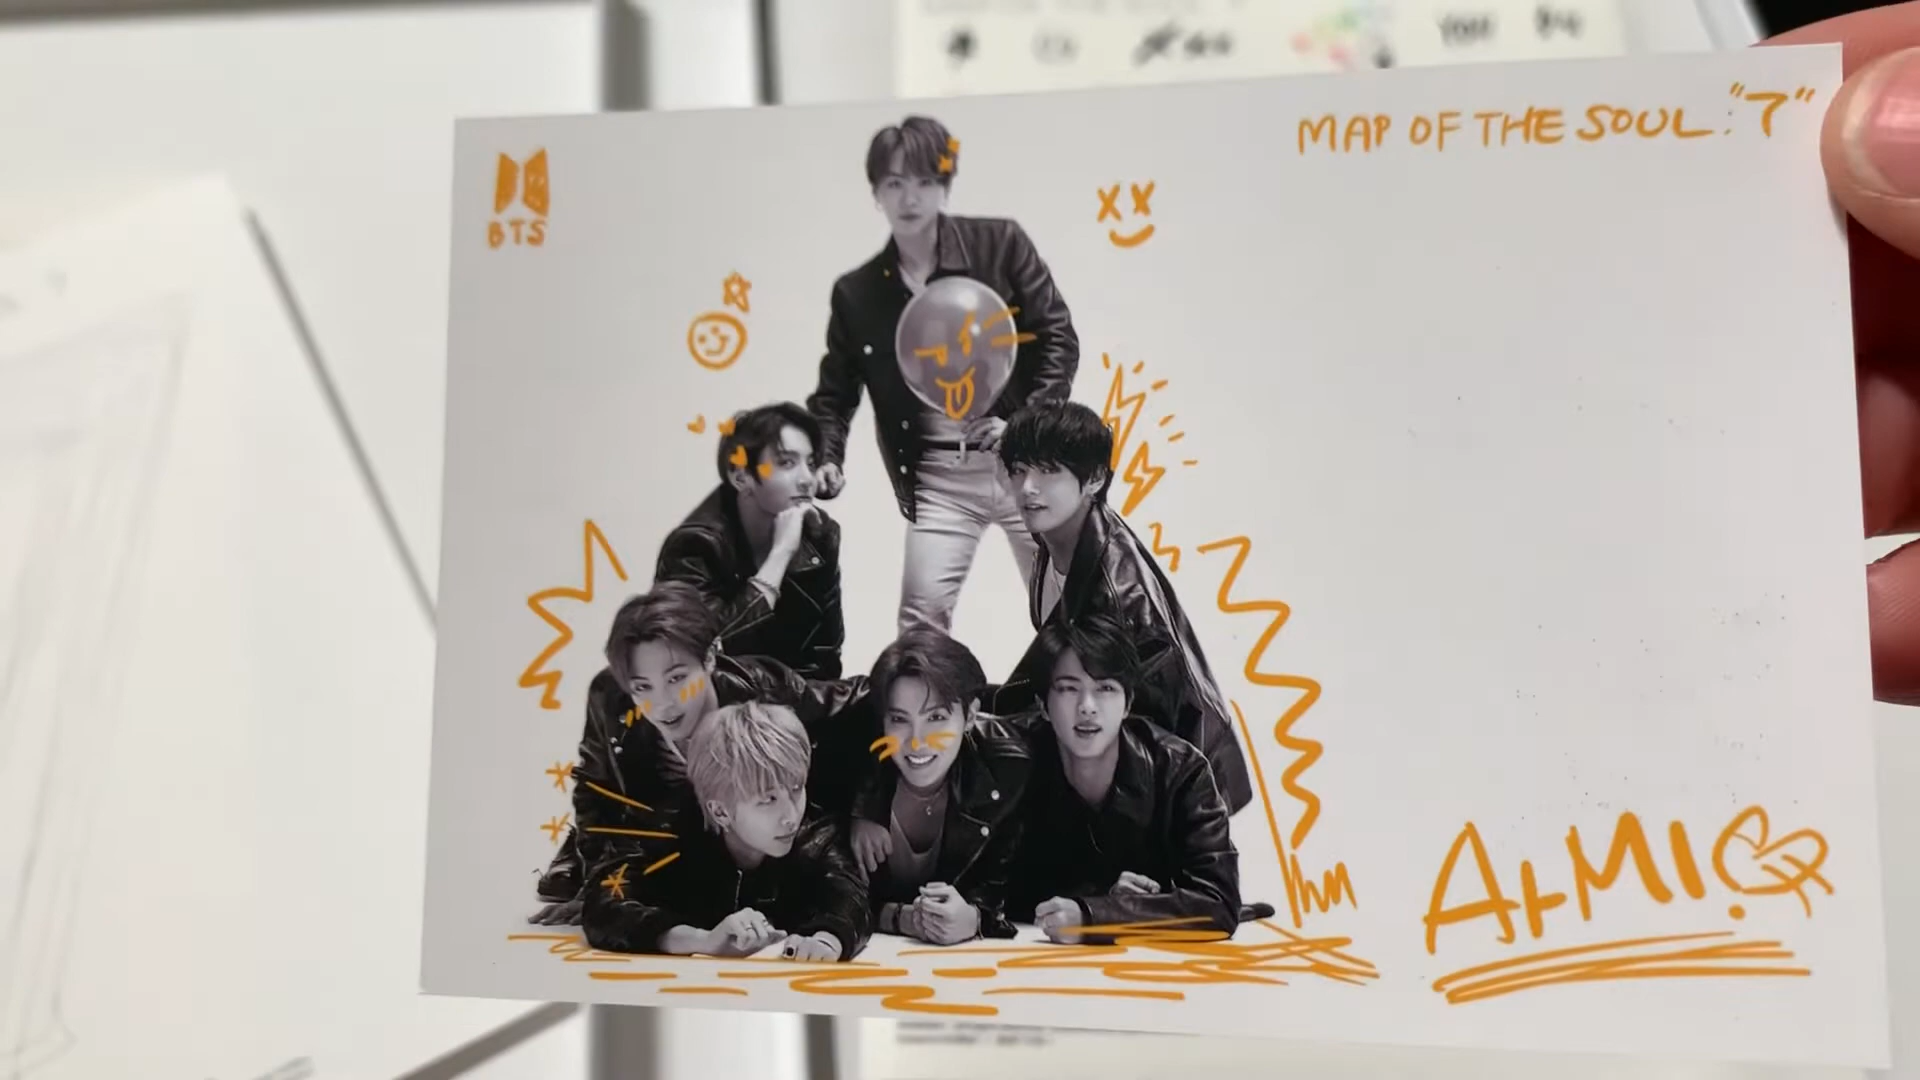 MAP OF THE SOUL: "7"
BTS
ARMI